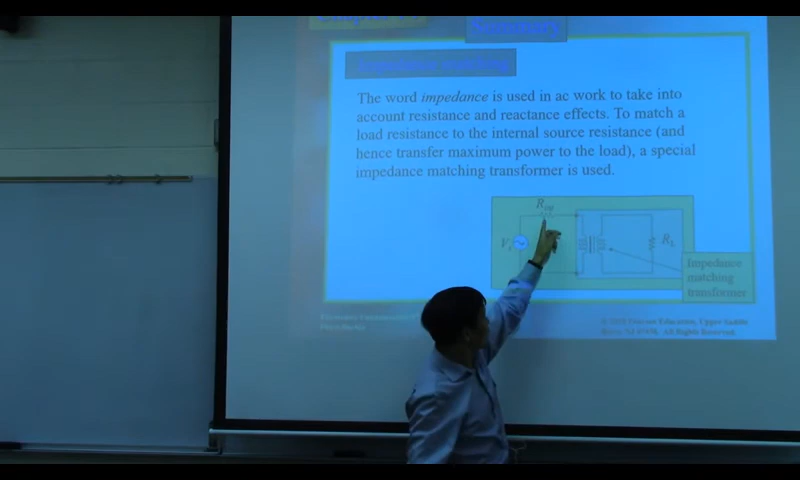 Summary
Impedance matching
The word impedance is used in ac work to take into
account resistance and reactance effects. To match a
load resistance to the internal source resistance (and
hence transfer maximum power to the load), a special
impedance matching transformer is used.
Vs
RL
Impedance
matching
transformer